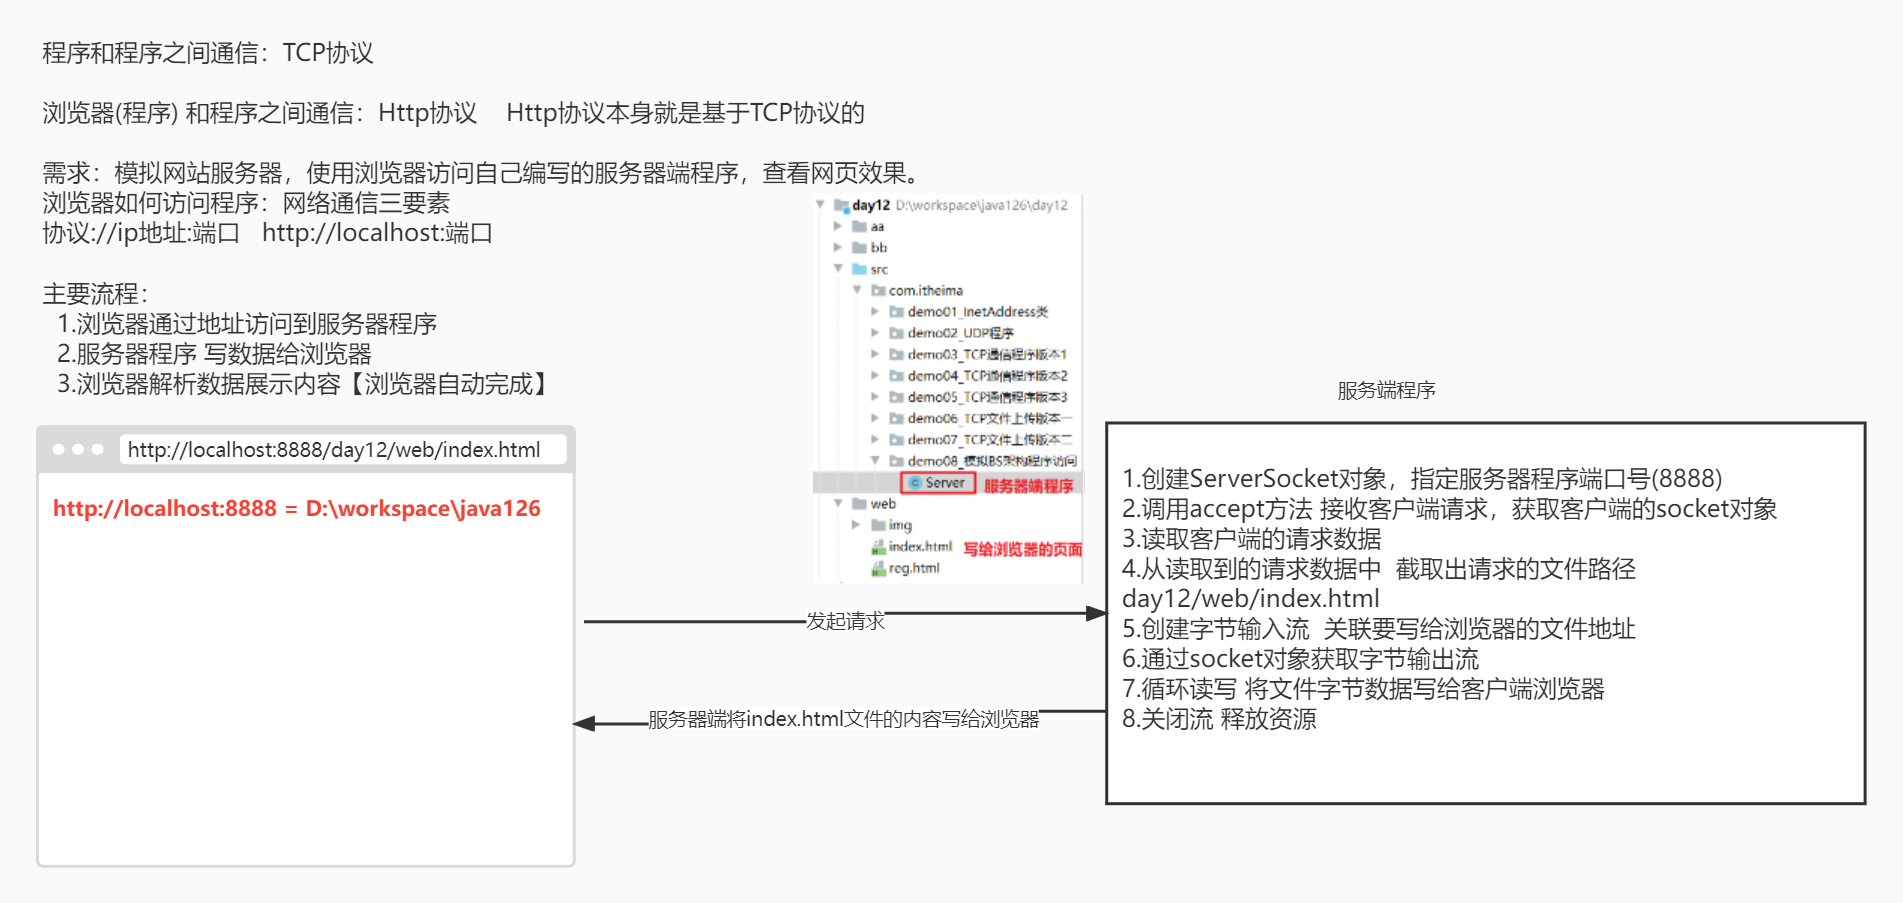 程序和程序之间通信：TCP协议
浏览器(程序) 和程序之间通信：Http协议 Http协议本身就是基于TCP协议的
需求：模拟网站服务器，使用浏览器访问自己编写的服务器端程序，查看网页效果。
浏览器如何访问程序：网络通信三要素
协议://ip地址:端口 http://localhost:端口
主要流程：
1.浏览器通过地址访问到服务器程序
2.服务器程序 写数据给浏览器
3.浏览器解析数据展示内容【浏览器自动完成】
http://localhost:8888/day12/web/index.html
http://localhost:8888 = D:\workspace\java126
day12 D:\workspace\java126\day12
aa
bb
src
com.itheima
demo01_InetAddress类
demo02_UDP程序
demo03_TCP通信程序版本1
demo04_TCP通信程序版本2
demo05_TCP通信程序版本3
demo06_TCP文件上传版本一
demo07_TCP文件上传版本二
demo08_模拟BS架构程序访问
Server 服务器端程序
web
img
index.html 写给浏览器的页面
reg.html
发起请求
服务器端将index.html文件的内容写给浏览器
服务端程序
1.创建ServerSocket对象，指定服务器程序端口号(8888)
2.调用accept方法 接收客户端请求，获取客户端的socket对象
3.读取客户端的请求数据
4.从读取到的请求数据中 截取出请求的文件路径
day12/web/index.html
5.创建字节输入流 关联要写给浏览器的文件地址
6.通过socket对象获取字节输出流
7.循环读写 将文件字节数据写给客户端浏览器
8.关闭流 释放资源